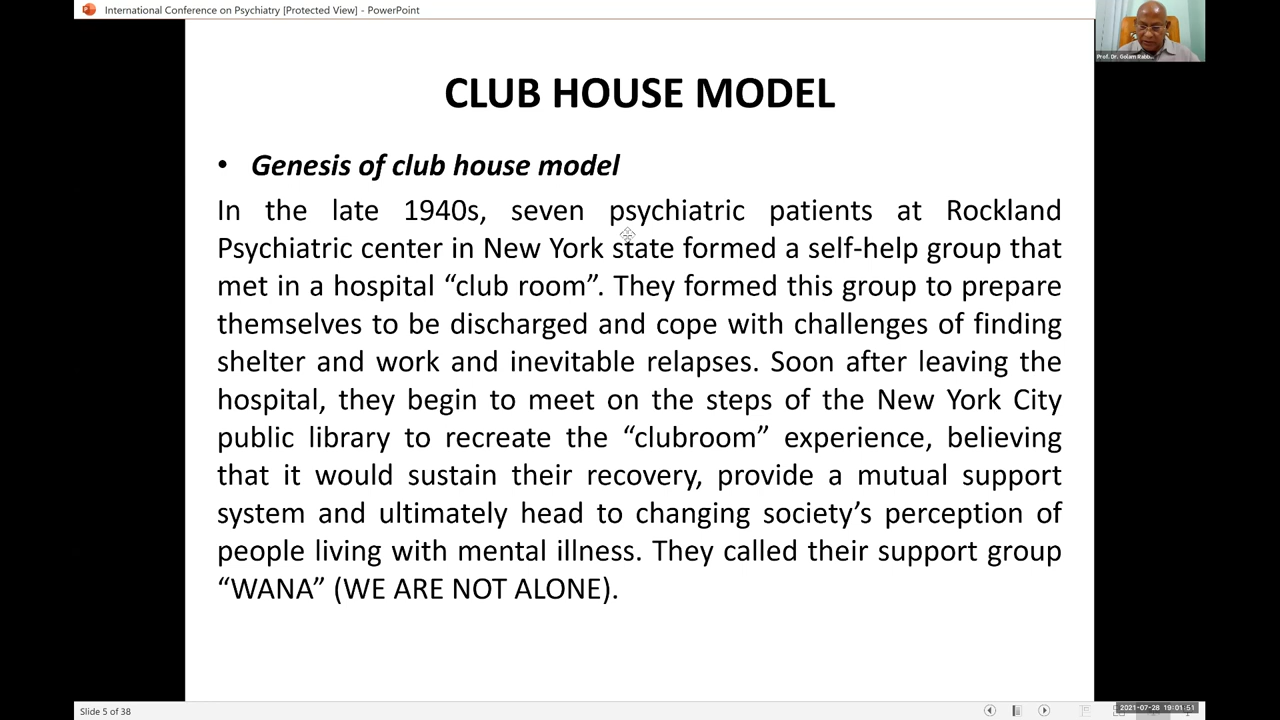 International Conference on Psychiatry [Protected View] - PowerPoint
Prof. Dr. Golam Rabb...
CLUB HOUSE MODEL
• Genesis of club house model
In the late 1940s, seven psychiatric patients at Rockland
Psychiatric center in New York state formed a self-help group that
met in a hospital “club room”. They formed this group to prepare
themselves to be discharged and cope with challenges of finding
shelter and work and inevitable relapses. Soon after leaving the
hospital, they begin to meet on the steps of the New York City
public library to recreate the “clubroom” experience, believing
that it would sustain their recovery, provide a mutual support
system and ultimately head to changing society’s perception of
people living with mental illness. They called their support group
“WANA” (WE ARE NOT ALONE).
Slide 5 of 38
2021-07-28 19:01:51